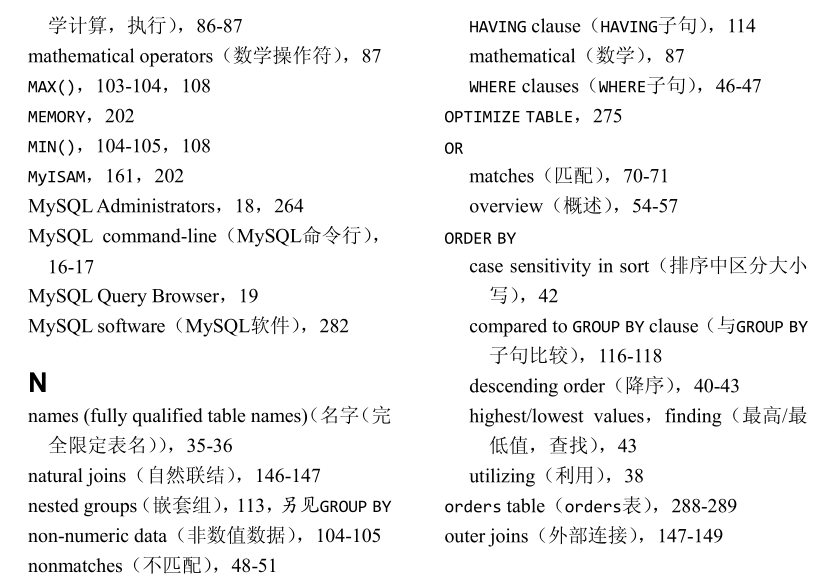 学计算，执行），86-87
mathematical operators（数学操作符），87
MAX()，103-104，108
MEMORY，202
MIN()，104-105，108
MyISAM，161，202
MySQL Administrators，18，264
MySQL command-line（MySQL命令行），
16-17
MySQL Query Browser，19
MySQL software（MySQL软件），282
N
names (fully qualified table names)（名字（完
全限定表名）），35-36
natural joins（自然联结），146-147
nested groups（嵌套组），113，另见GROUP BY
non-numeric data（非数值数据），104-105
nonmatches（不匹配），48-51
HAVING clause（HAVING子句），114
mathematical（数学），87
WHERE clauses（WHERE子句），46-47
OPTIMIZE TABLE，275
OR
matches（匹配），70-71
overview（概述），54-57
ORDER BY
case sensitivity in sort（排序中区分大小
写），42
compared to GROUP BY clause（与GROUP BY
子句比较），116-118
descending order（降序），40-43
highest/lowest values，finding（最高/最
低值，查找），43
utilizing（利用），38
orders table（orders表），288-289
outer joins（外部连接），147-149